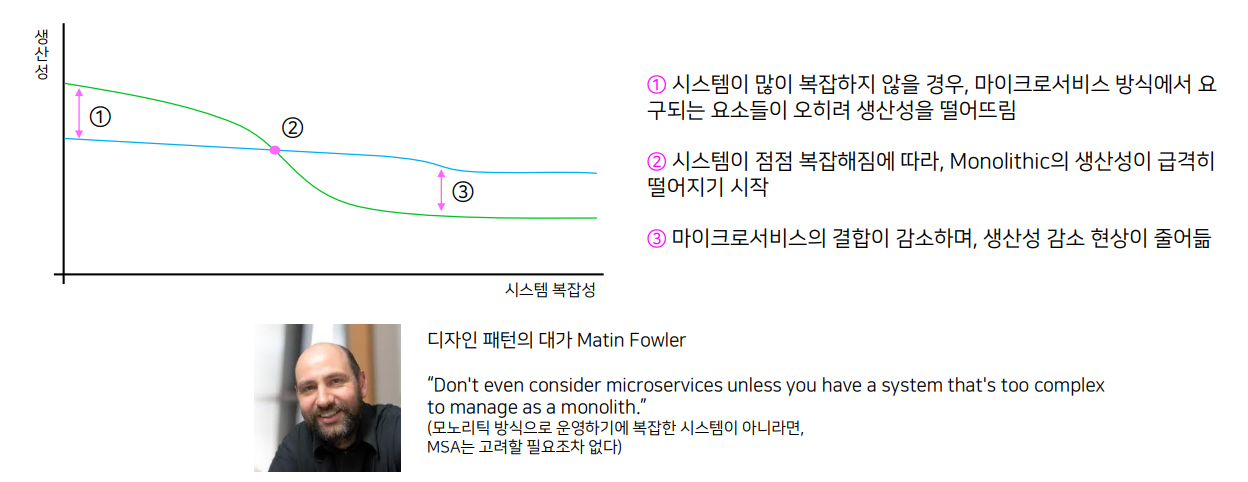 생산성
①
②
③
시스템 복잡성
① 시스템이 많이 복잡하지 않을 경우, 마이크로서비스 방식에서 요
구되는 요소들이 오히려 생산성을 떨어뜨림
② 시스템이 점점 복잡해짐에 따라, Monolithic의 생산성이 급격히
떨어지기 시작
③ 마이크로서비스의 결합이 감소하며, 생산성 감소 현상이 줄어듦
디자인 패턴의 대가 Matin Fowler
“Don't even consider microservices unless you have a system that's too complex
to manage as a monolith.”
(모노리틱 방식으로 운영하기에 복잡한 시스템이 아니라면,
MSA는 고려할 필요조차 없다)